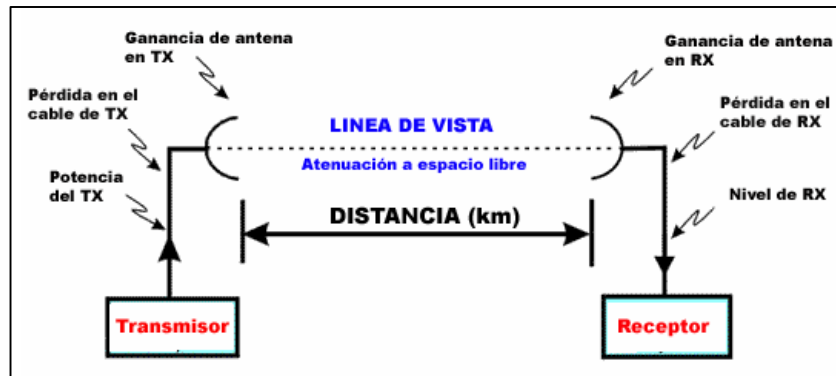 Ganancia de antena
en TX
Ganancia de antena
en RX
Pérdida en el
cable de TX
LINEA DE VISTA
Pérdida en el
cable de RX
Atenuación a espacio libre
Potencia
del TX
Nivel de RX
DISTANCIA (km)
Transmisor
Receptor